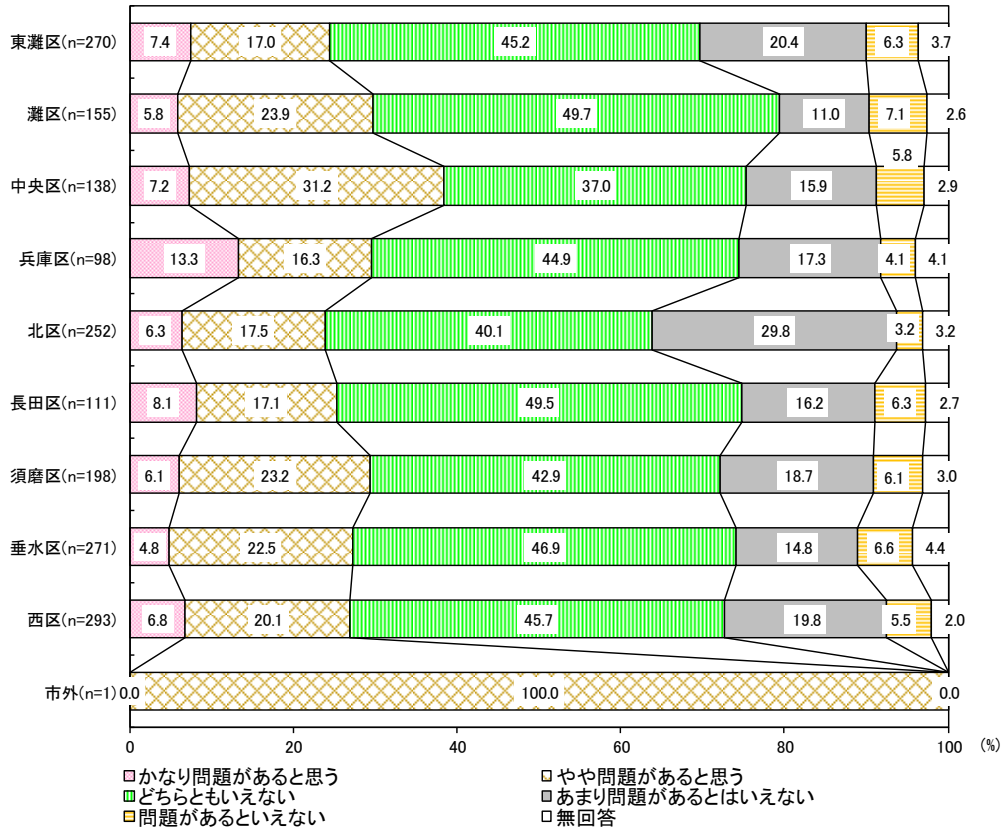 東灘区(n=270) 7.4 17.0 45.2 20.4 6.3 3.7
灘区(n=155) 5.8 23.9 49.7 11.0 7.1 2.6
5.8
中央区(n=138) 7.2 31.2 37.0 15.9 2.9
兵庫区(n=98) 13.3 16.3 44.9 17.3 4.1 4.1
北区(n=252) 6.3 17.5 40.1 29.8 3.2 3.2
長田区(n=111) 8.1 17.1 49.5 16.2 6.3 2.7
須磨区(n=198) 6.1 23.2 42.9 18.7 6.1 3.0
垂水区(n=271) 4.8 22.5 46.9 14.8 6.6 4.4
西区(n=293) 6.8 20.1 45.7 19.8 5.5 2.0
市外(n=1) 0.0 100.0 0.0
0 20 40 60 80 100 (%)
かなり問題があると思う やや問題があると思う
どちらともいえない あまり問題があるとはいえない
問題があるといえない 無回答